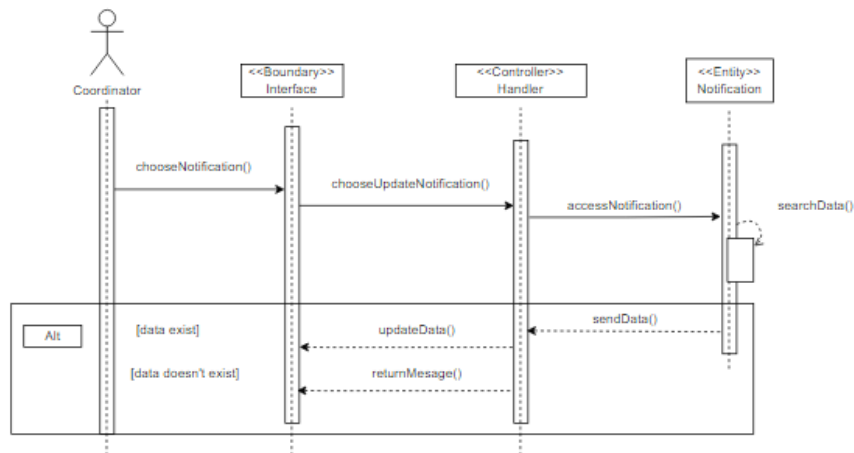 Coordinator
<<Boundary>>
Interface
<<Controller>>
Handler
<<Entity>>
Notification
chooseNotification()
chooseUpdateNotification()
accessNotification()
searchData()
Alt
[data exist]
updateData()
sendData()
[data doesn't exist]
returnMesage()